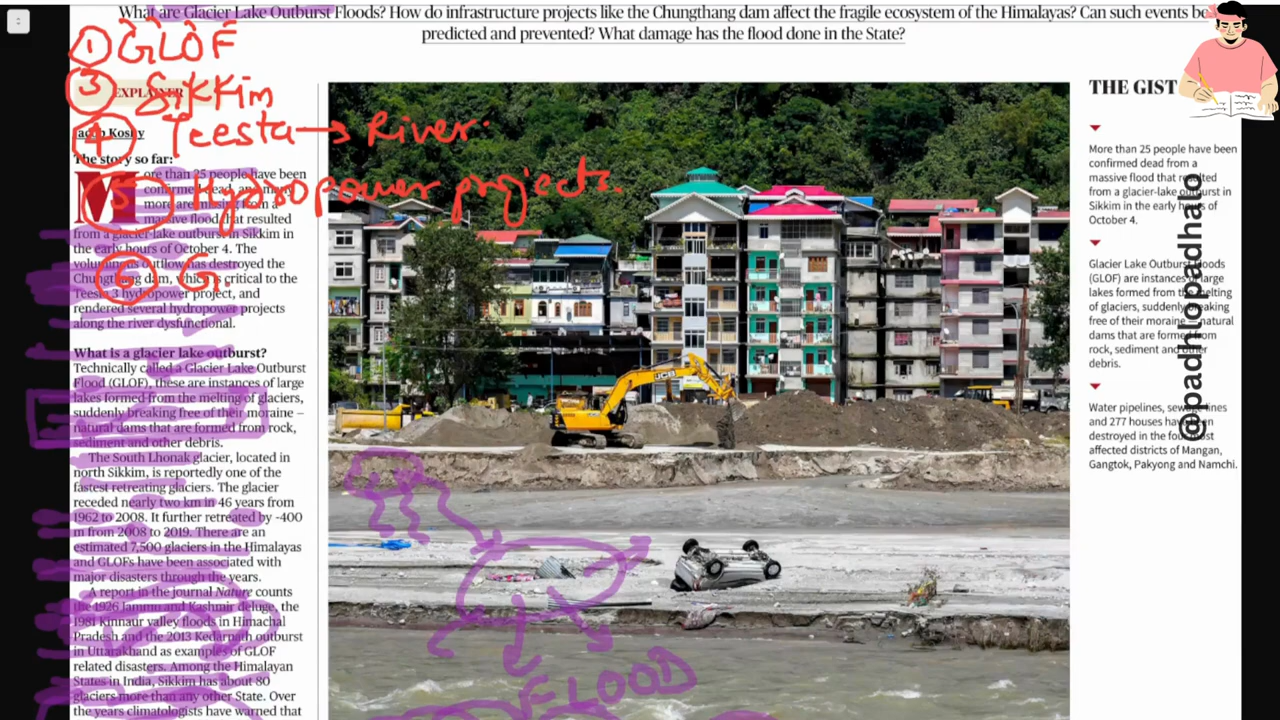 What are Glacier Lake Outburst Floods? How do infrastructure projects like the Chungthang dam affect the fragile ecosystem of the Himalayas? Can such events be
predicted and prevented? What damage has the flood done in the State?
① GLOF
③ Sikkim
④ Teesta → River.
⑤ Hydropower projects.
⑥ G.
EXPLAINER
Jacob Koshy
The story so far:
More than 25 people have been
confirmed dead, and many
more are missing from a
massive flood that resulted
from a glacier-lake outburst in Sikkim in
the early hours of October 4. The
voluminous outflow has destroyed the
Chungthang dam, which is critical to the
Teesta 3 hydropower project, and
rendered several hydropower projects
along the river dysfunctional.
What is a glacier lake outburst?
Technically called a Glacier Lake Outburst
Flood (GLOF), these are instances of large
lakes formed from the melting of glaciers,
suddenly breaking free of their moraine –
natural dams that are formed from rock,
sediment and other debris.
The South Lhonak glacier, located in
north Sikkim, is reportedly one of the
fastest retreating glaciers. The glacier
receded nearly two km in 46 years from
1962 to 2008. It further retreated by ~400
m from 2008 to 2019. There are an
estimated 7,500 glaciers in the Himalayas
and GLOFs have been associated with
major disasters through the years.
A report in the journal Nature counts
the 1926 Jammu and Kashmir deluge, the
1981 Kinnaur valley floods in Himachal
Pradesh and the 2013 Kedarnath outburst
in Uttarakhand as examples of GLOF
related disasters. Among the Himalayan
States in India, Sikkim has about 80
glaciers more than any other State. Over
the years climatologists have warned that
JCB
FLOOD
THE GIST
More than 25 people have been
confirmed dead from a
massive flood that resulted
from a glacier-lake outburst in
Sikkim in the early hours of
October 4.
Glacier Lake Outburst Floods
(GLOF) are instances of large
lakes formed from the melting
of glaciers, suddenly breaking
free of their moraine — natural
dams that are formed from
rock, sediment and other
debris.
Water pipelines, sewage lines
and 277 houses have been
destroyed in the four most
affected districts of Mangan,
Gangtok, Pakyong and Namchi.
@padhlopadhalo